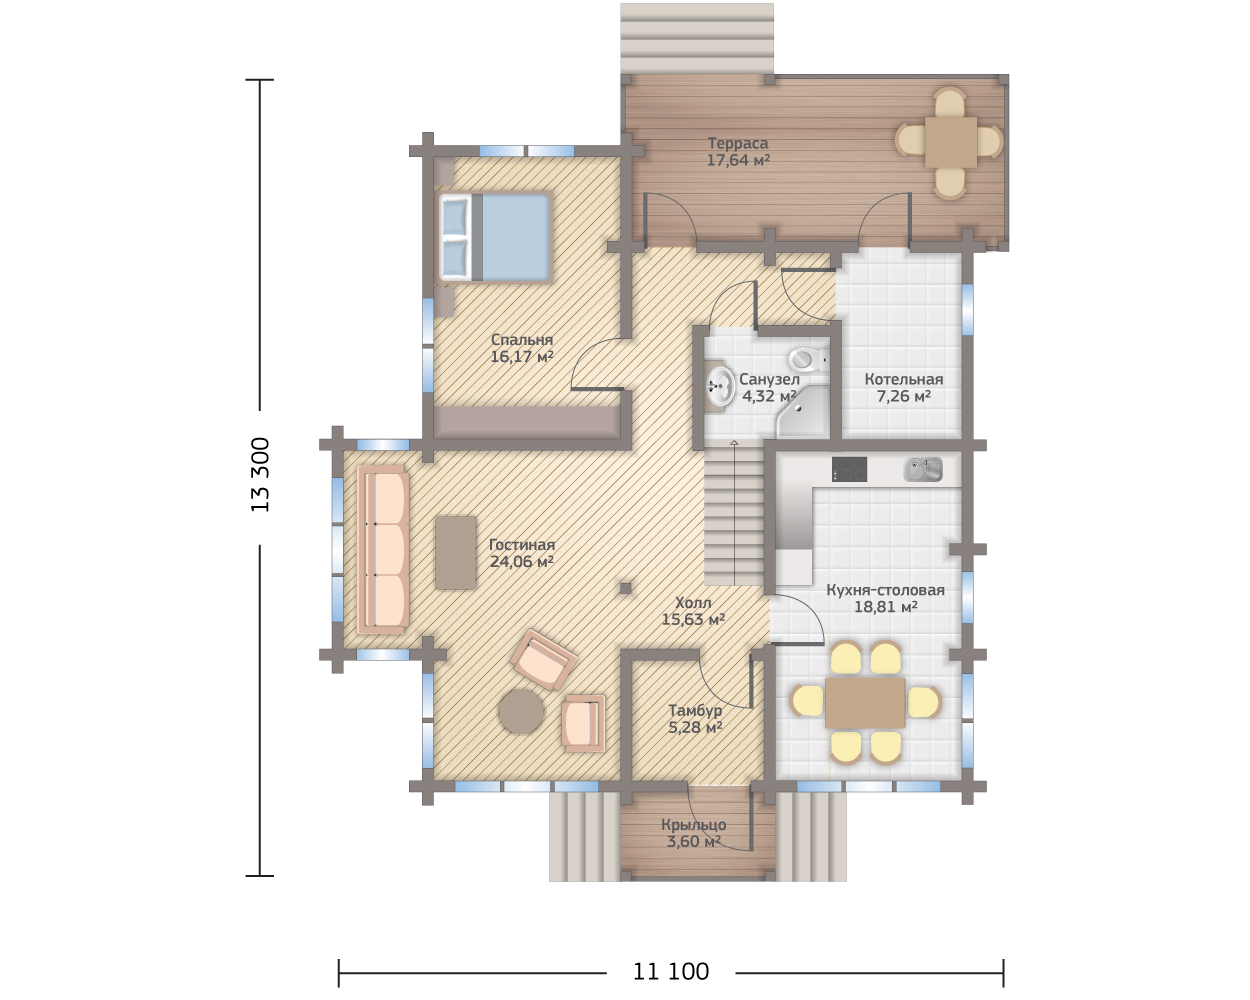 Терраса
17,64 м²
Спальня
16,17 м²
Санузел
4,32 м²
Котельная
7,26 м²
13 300
Гостиная
24,06 м²
Холл
15,63 м²
Кухня-столовая
18,81 м²
Тамбур
5,28 м²
Крыльцо
3,60 м²
11 100